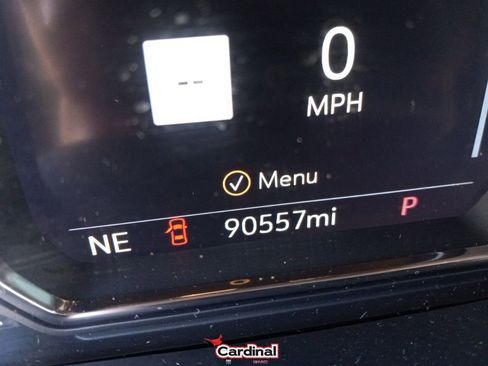 --
0
MPH
Menu
NE 90557mi P
Cardinal